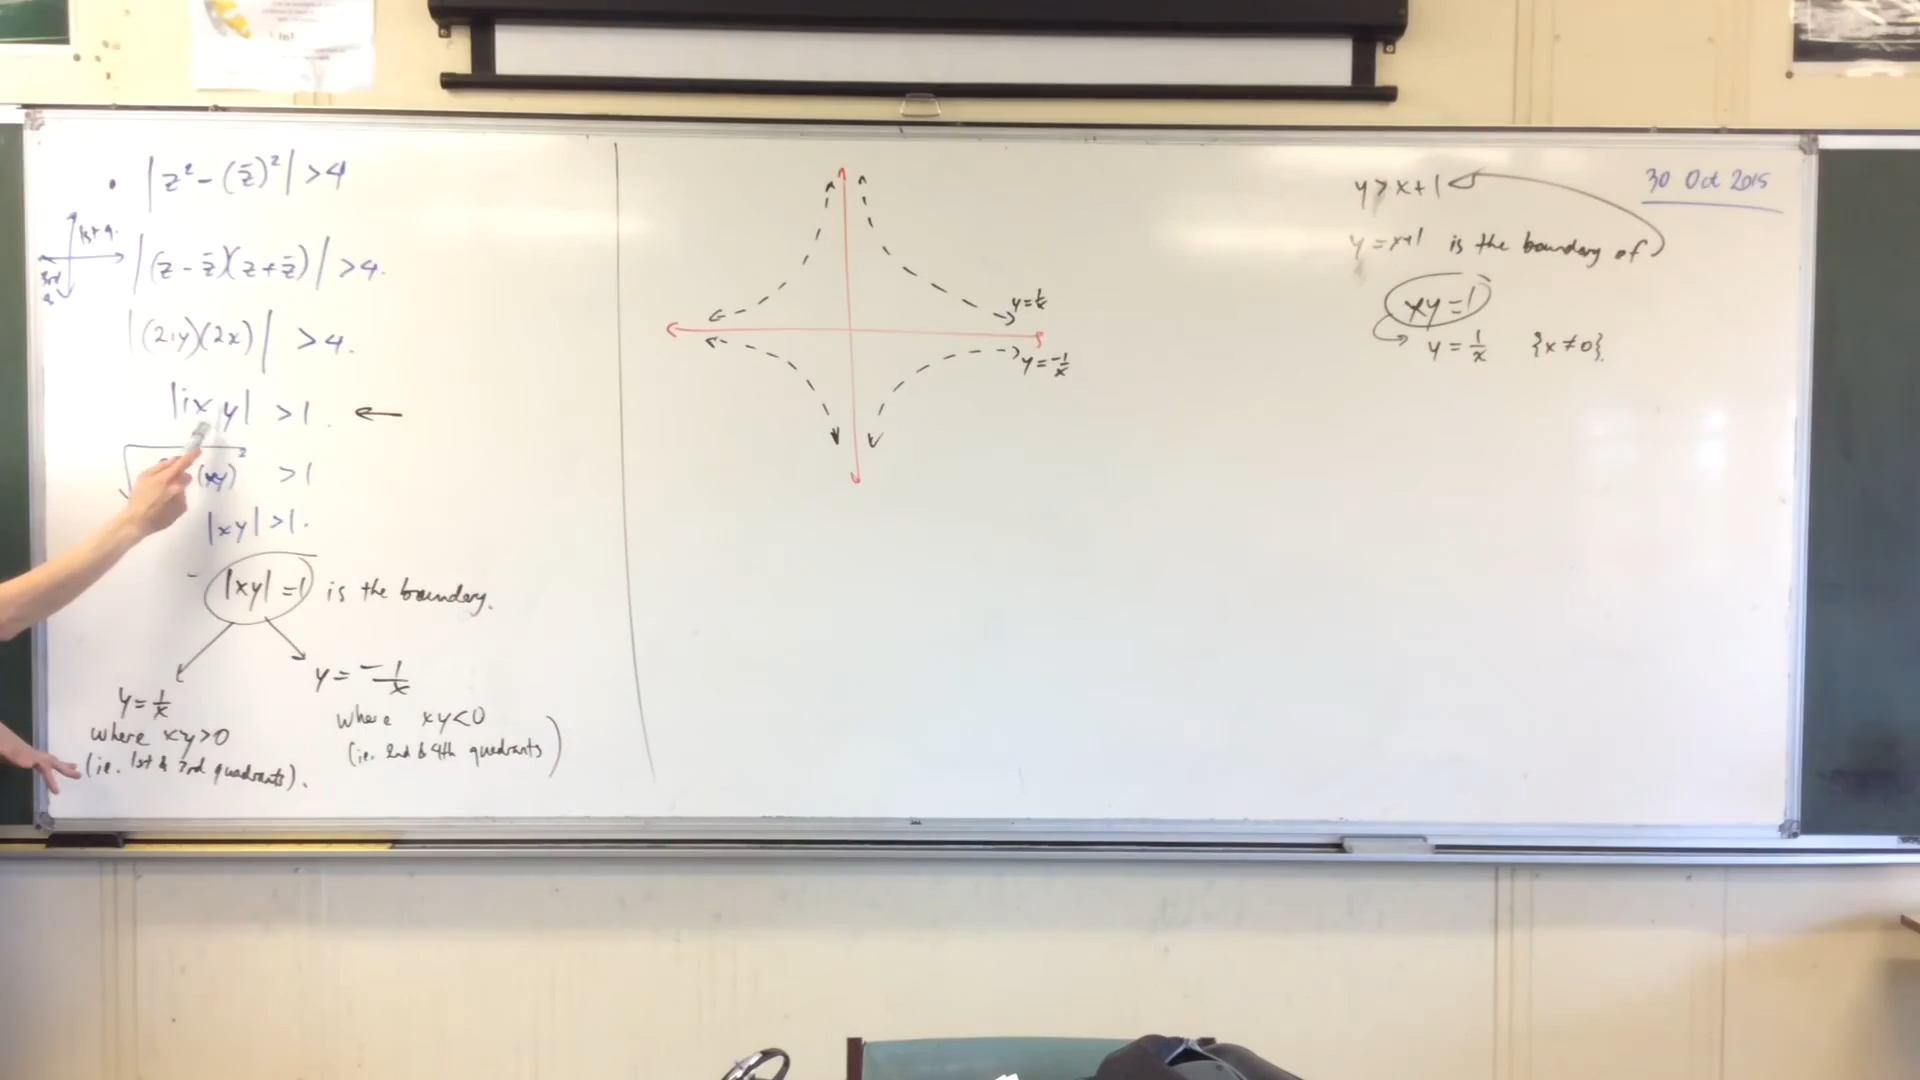 • |z² - (z̄)²| > 4
1st q.
3rd
q
|(z - z̄)(z + z̄)| > 4.
|(2iy)(2x)| > 4.
|ixy| > 1. ←
(xy)² > 1
|xy| > 1.
|xy| = 1 is the boundary.
y = 1/x
where xy > 0
(ie. 1st & 3rd quadrants).
y = -1/x
where xy < 0
(ie. 2nd & 4th quadrants)
y = 1/x
y = -1/x
y > x + 1
y = x+1 is the boundary of
xy = 1
y = 1/x {x ≠ 0}.
30 Oct 2015